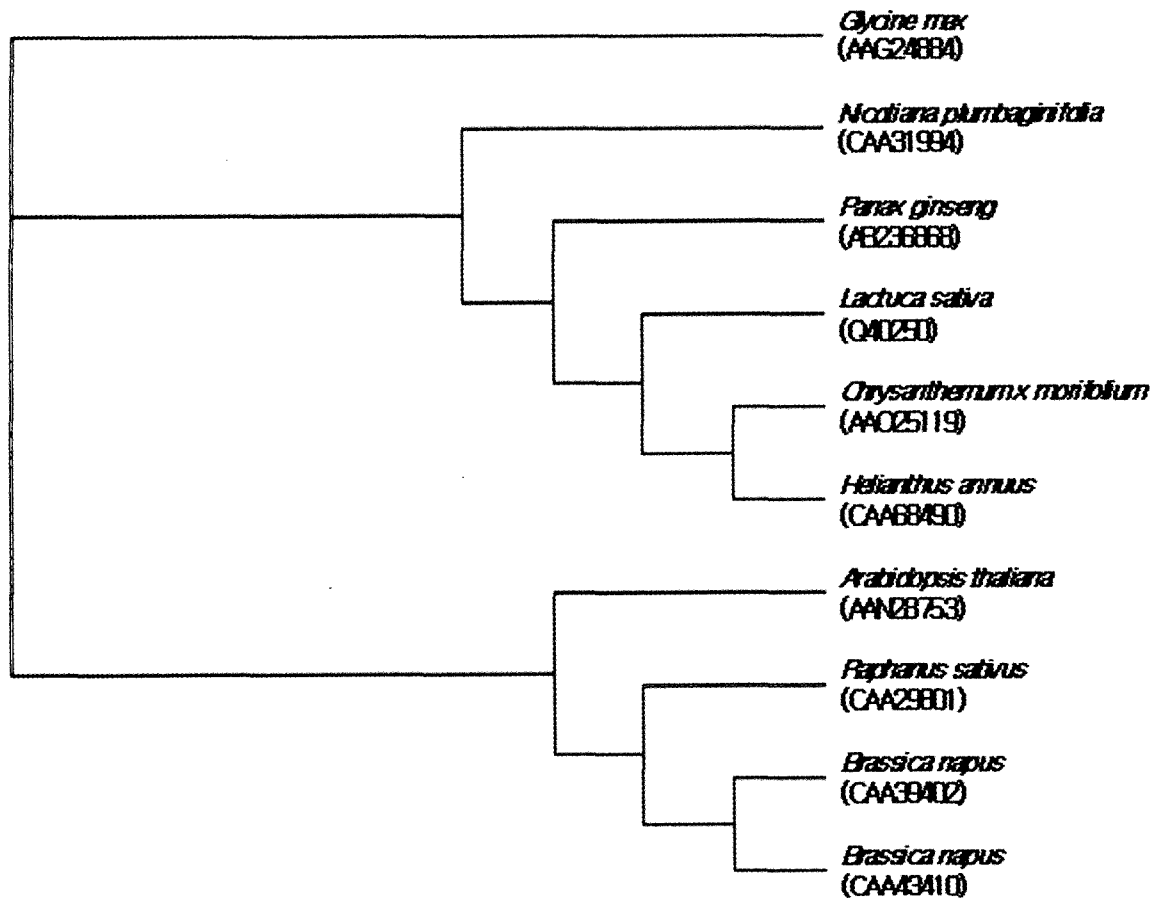 Glycine max
(AAG24884)
Nicotiana plumbaginifolia
(CAA31994)
Panax ginseng
(AB236868)
Lactuca sativa
(Q40250)
Chrysanthemum x morifolium
(AAO25119)
Helianthus annuus
(CAA68490)
Arabidopsis thaliana
(AAN28753)
Raphanus sativus
(CAA29801)
Brassica napus
(CAA39402)
Brassica napus
(CAA43410)